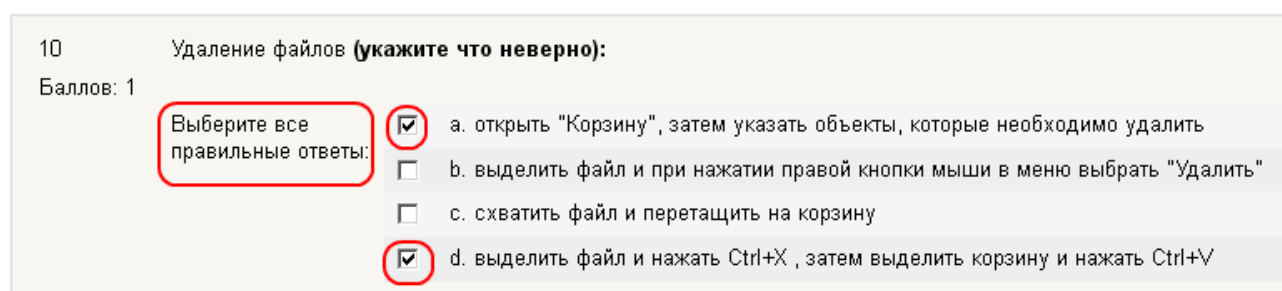 10 Удаление файлов (укажите что неверно):
Баллов: 1
Выберите все
правильные ответы:
a. открыть "Корзину", затем указать объекты, которые необходимо удалить
b. выделить файл и при нажатии правой кнопки мыши в меню выбрать "Удалить"
c. схватить файл и перетащить на корзину
d. выделить файл и нажать Ctrl+X , затем выделить корзину и нажать Ctrl+V